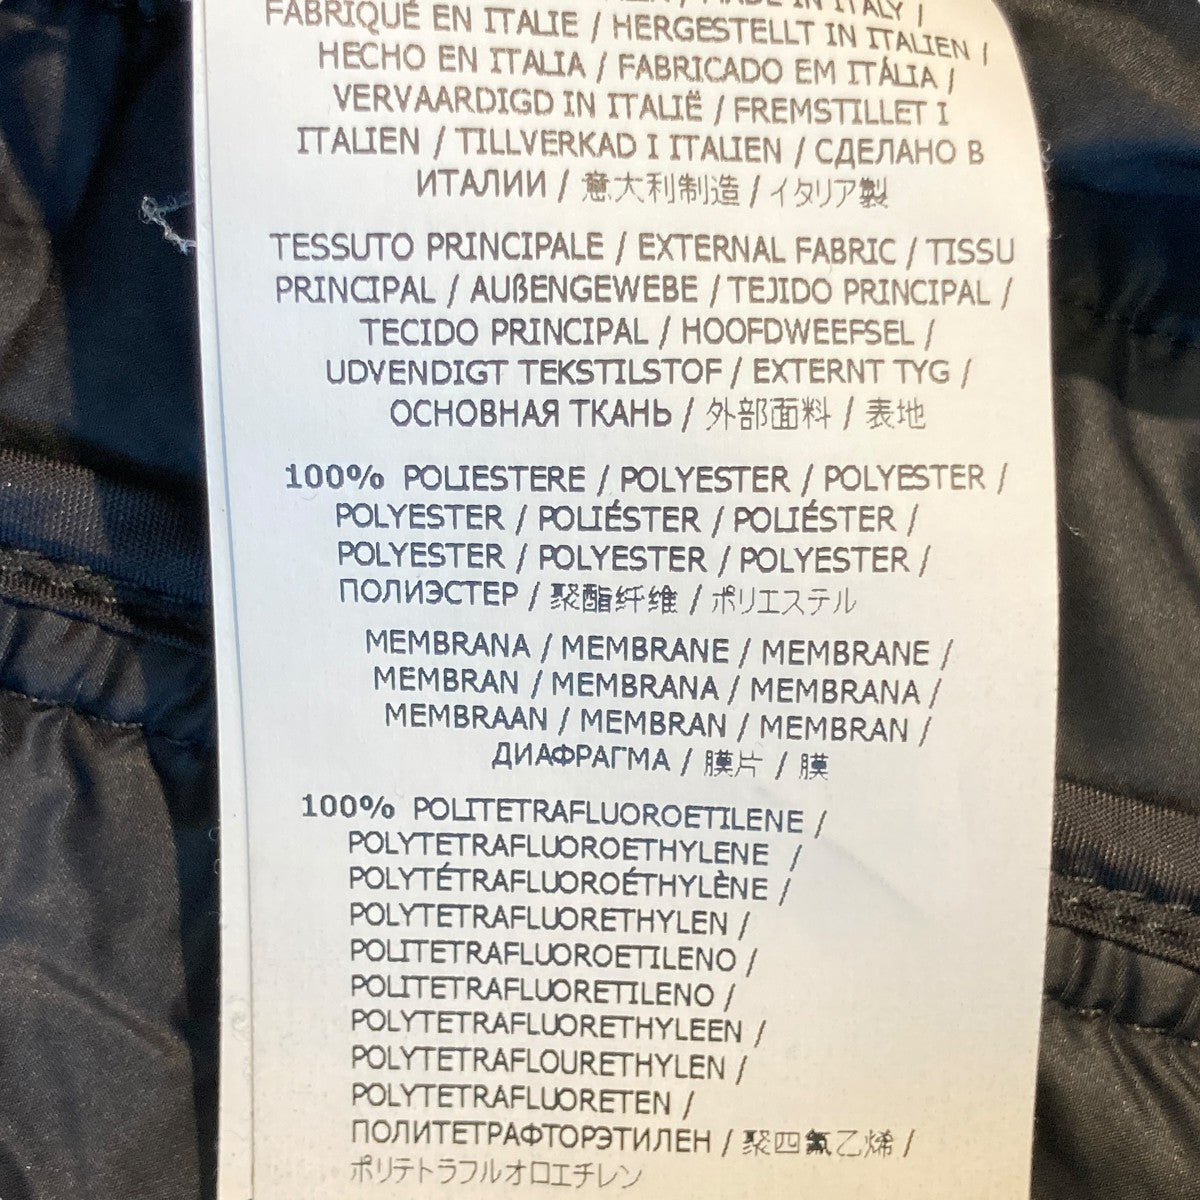 MADE IN ITALY /
FABRIQUÉ EN ITALIE / HERGESTELLT IN ITALIEN /
HECHO EN ITALIA / FABRICADO EM ITÁLIA /
VERVAARDIGD IN ITALIË / FREMSTILLET I
ITALIEN / TILLVERKAD I ITALIEN / СДЕЛАНО В
ИТАЛИИ / 意大利制造 / イタリア製
TESSUTO PRINCIPALE / EXTERNAL FABRIC / TISSU
PRINCIPAL / AUßENGEWEBE / TEJIDO PRINCIPAL /
TECIDO PRINCIPAL / HOOFDWEEFSEL /
UDVENDIGT TEKSTILSTOF / EXTERNT TYG /
ОСНОВНАЯ ТКАНЬ / 外部面料 / 表地
100% POLIESTERE / POLYESTER / POLYESTER /
POLYESTER / POLIÉSTER / POLIÉSTER /
POLYESTER / POLYESTER / POLYESTER /
ПОЛИЭСТЕР / 聚酯纤维 / ポリエステル
MEMBRANA / MEMBRANE / MEMBRANE /
MEMBRAN / MEMBRANA / MEMBRANA /
MEMBRAAN / MEMBRAN / MEMBRAN /
ДИАФРАГМА / 膜片 / 膜
100% POLITETRAFLUOROETILENE /
POLYTETRAFLUOROETHYLENE /
POLYTÉTRAFLUOROÉTHYLÈNE /
POLYTETRAFLUORETHYLEN /
POLITETRAFLUOROETILENO /
POLITETRAFLUORETILENO /
POLYTETRAFLUORETHYLEEN /
POLYTETRAFLOURETHYLEN /
POLYTETRAFLUORETEN /
ПОЛИТЕТРАФТОРЭТИЛЕН / 聚四氟乙烯 /
ポリテトラフルオロエチレン